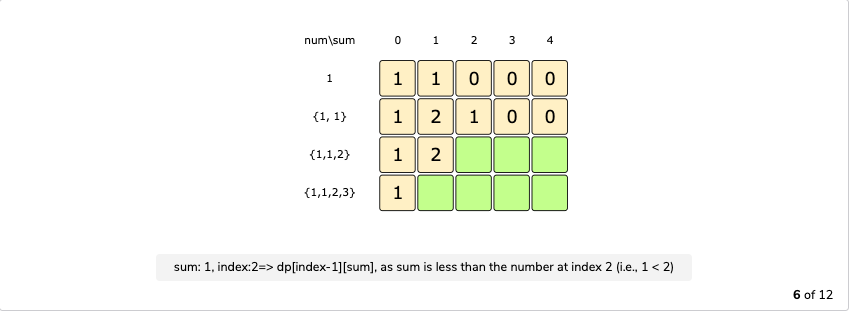 num\sum 0 1 2 3 4
1 1 1 0 0 0
{1, 1} 1 2 1 0 0
{1,1,2} 1 2
{1,1,2,3} 1
sum: 1, index:2=> dp[index-1][sum], as sum is less than the number at index 2 (i.e., 1 < 2)
6 of 12